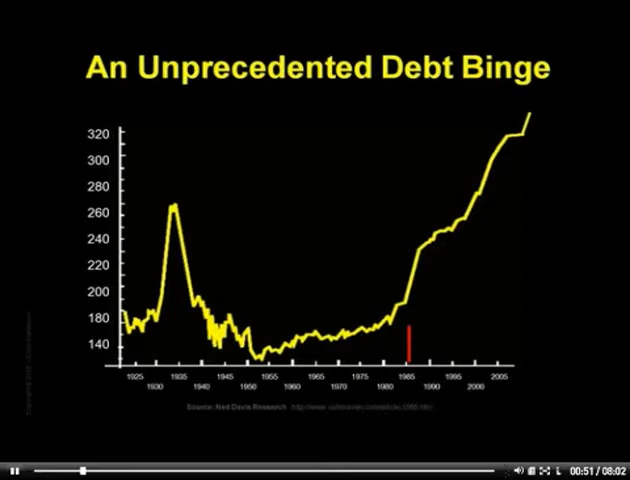 An Unprecedented Debt Binge
320
300
280
260
240
220
200
180
140
1925 1935 1945 1955 1965 1975 1985 1995 2005
1930 1940 1950 1960 1970 1980 1990 2000
Source: Ned Davis Research
00:51 / 08:02